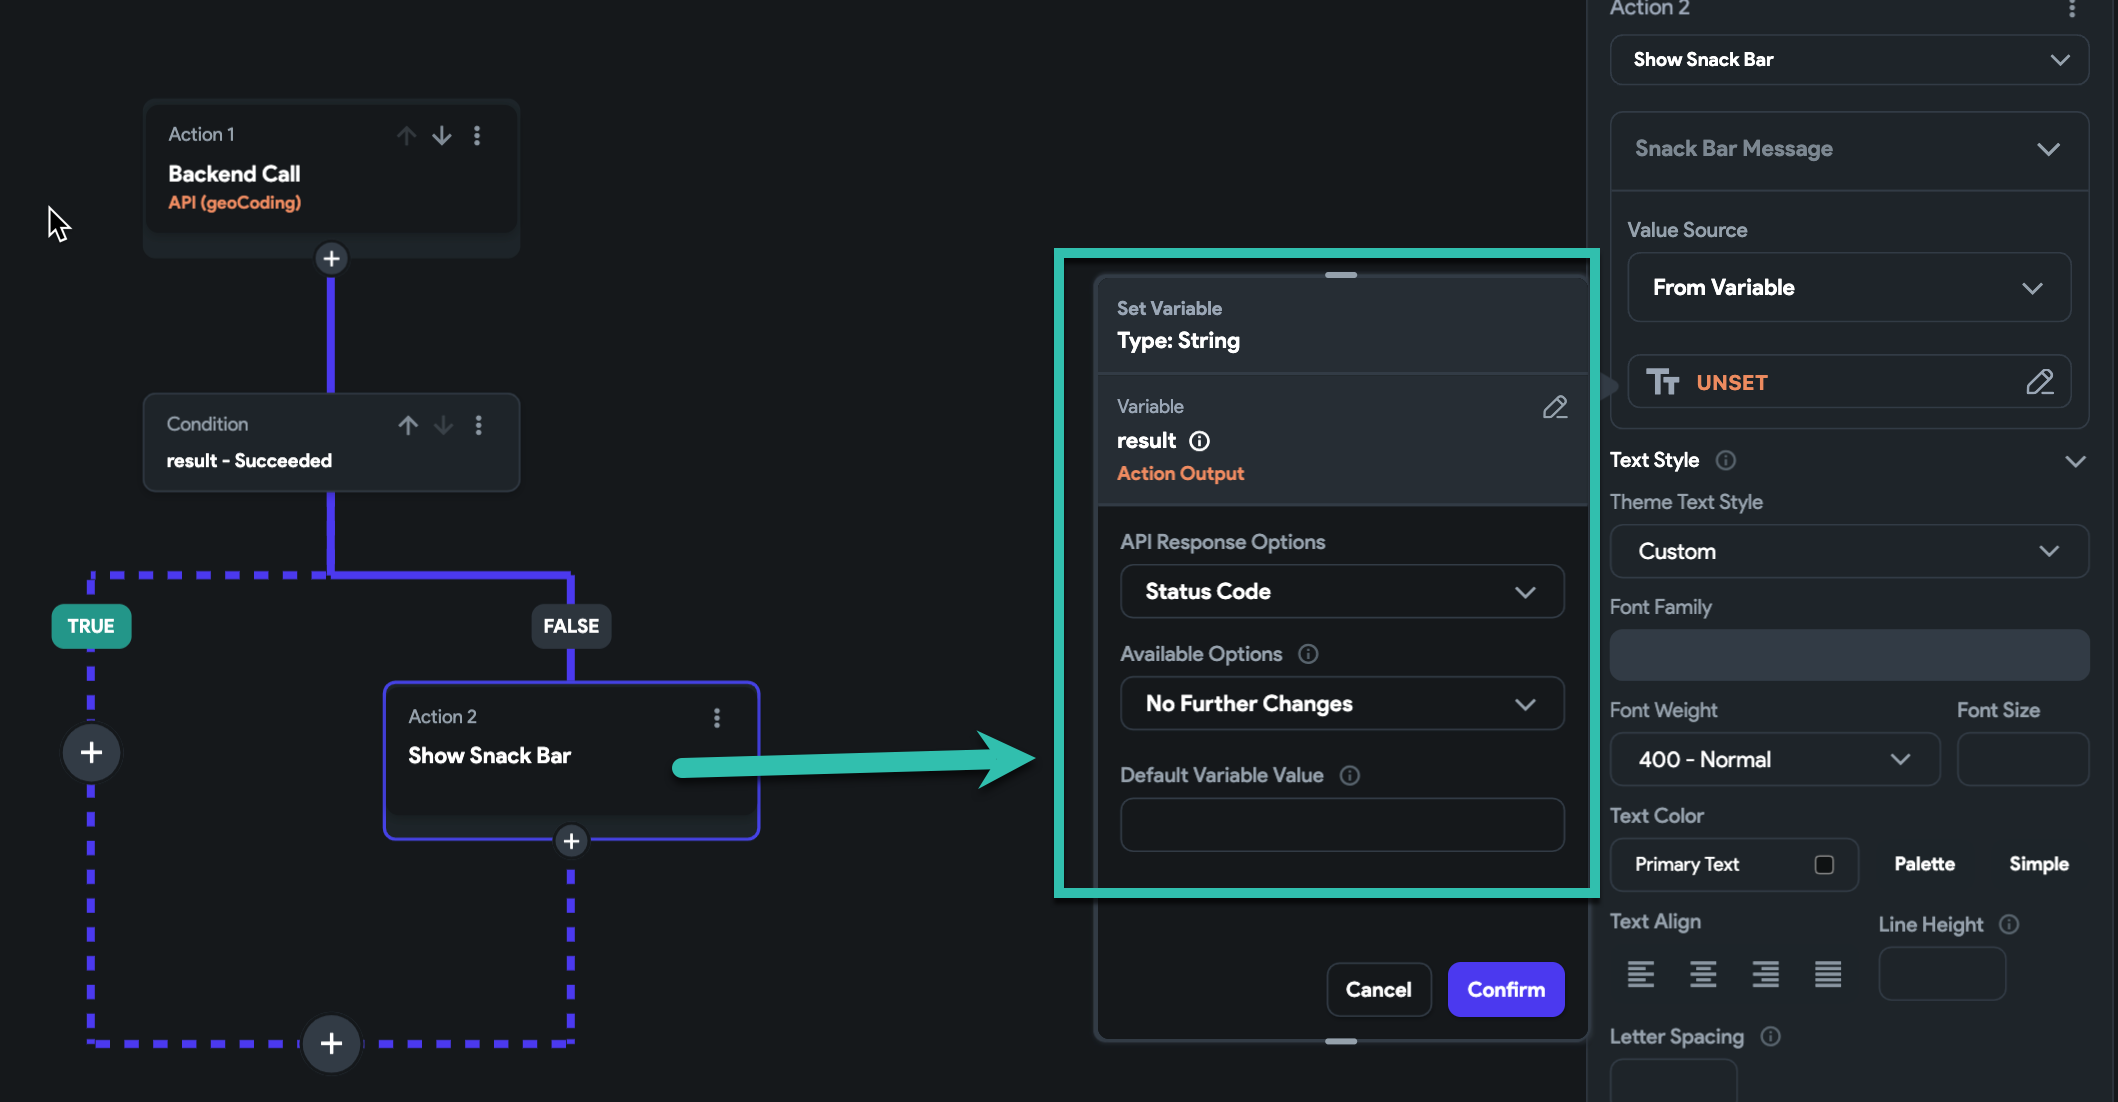 Action 1
Backend Call
API (geoCoding)
Condition
result - Succeeded
TRUE
FALSE
Action 2
Show Snack Bar
Set Variable
Type: String
Variable
result
Action Output
API Response Options
Status Code
Available Options
No Further Changes
Default Variable Value
Cancel
Confirm
Action 2
Show Snack Bar
Snack Bar Message
Value Source
From Variable
UNSET
Text Style
Theme Text Style
Custom
Font Family
Font Weight
Font Size
400 - Normal
Text Color
Primary Text
Palette
Simple
Text Align
Line Height
Letter Spacing